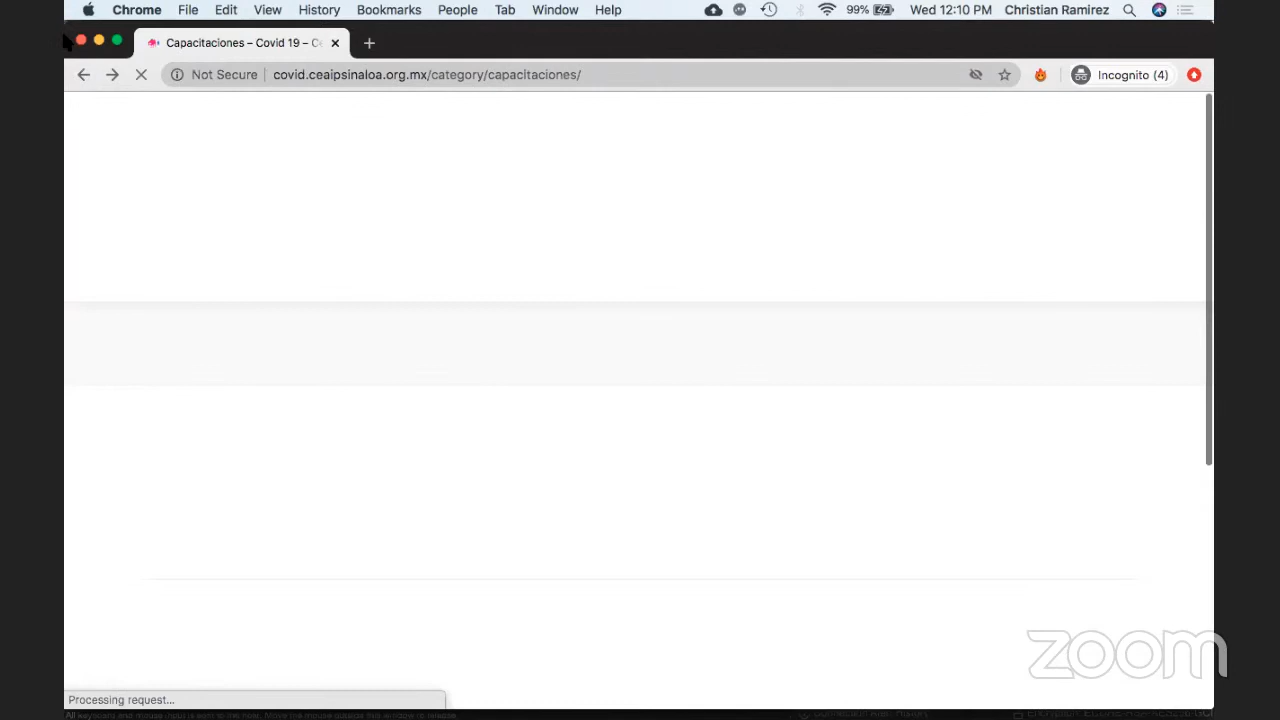 Chrome File Edit View History Bookmarks People Tab Window Help 99% Wed 12:10 PM Christian Ramirez
Capacitaciones – Covid 19 – C
Not Secure covid.ceaipsinaloa.org.mx/category/capacitaciones/ Incognito (4)
zoom
Processing request...